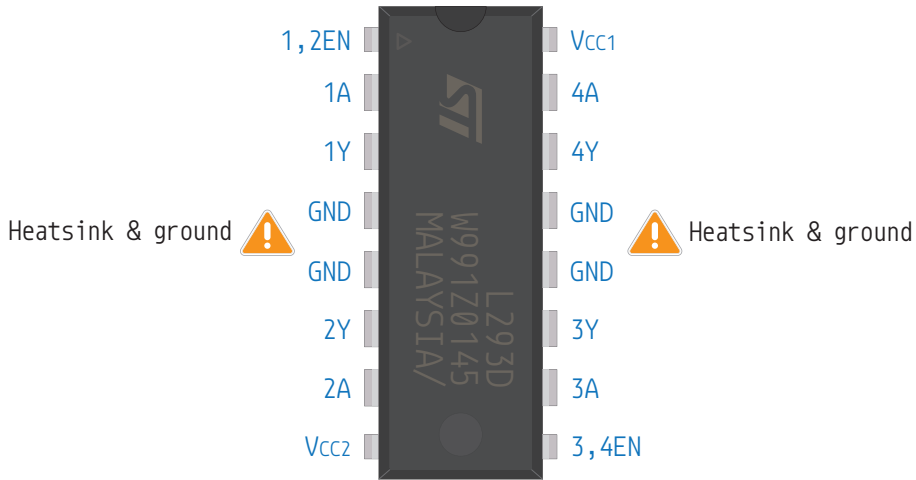 1,2EN
1A
1Y
GND
GND
2Y
2A
Vcc2
Vcc1
4A
4Y
GND
GND
3Y
3A
3,4EN
Heatsink & ground
Heatsink & ground
ST
L293D
W991Z0145
MALAYSIA/